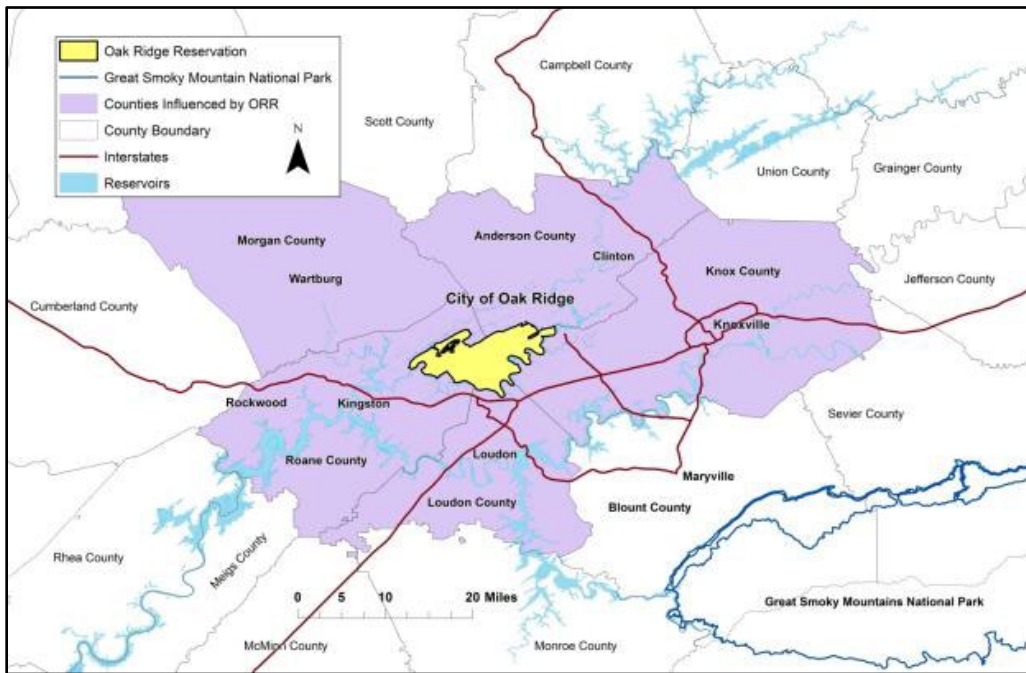 Oak Ridge Reservation
Great Smoky Mountain National Park
Counties Influenced by ORR
County Boundary
Interstates
Reservoirs
N
Campbell County
Scott County
Union County
Grainger County
Morgan County
Anderson County
Clinton
Knox County
Wartburg
Jefferson County
Cumberland County
City of Oak Ridge
Knoxville
Rockwood
Kingston
Sevier County
Roane County
Loudon
Maryville
Loudon County
Blount County
Rhea County
Meigs County
0 5 10 20 Miles
Great Smoky Mountains National Park
McMinn County
Monroe County